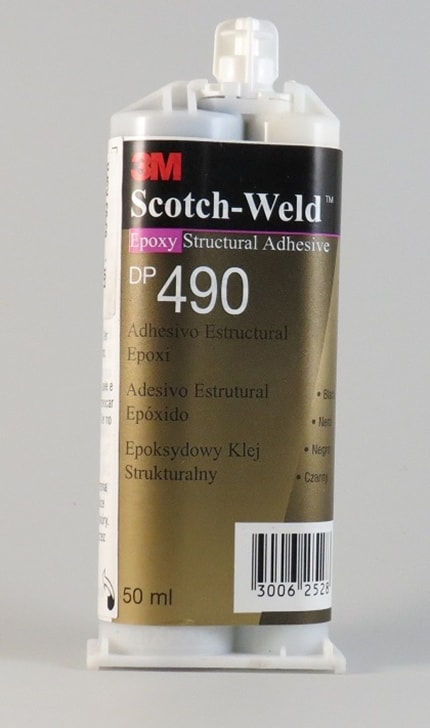 3M
Scotch-Weld™
Epoxy Structural Adhesive
DP 490
Adhesivo Estructural
Epoxi
Adesivo Estrutural
Epóxido
Epoksydowy Klej
Strukturalny
• Nero
• Negro
• Czarny
3006 2528
50 ml